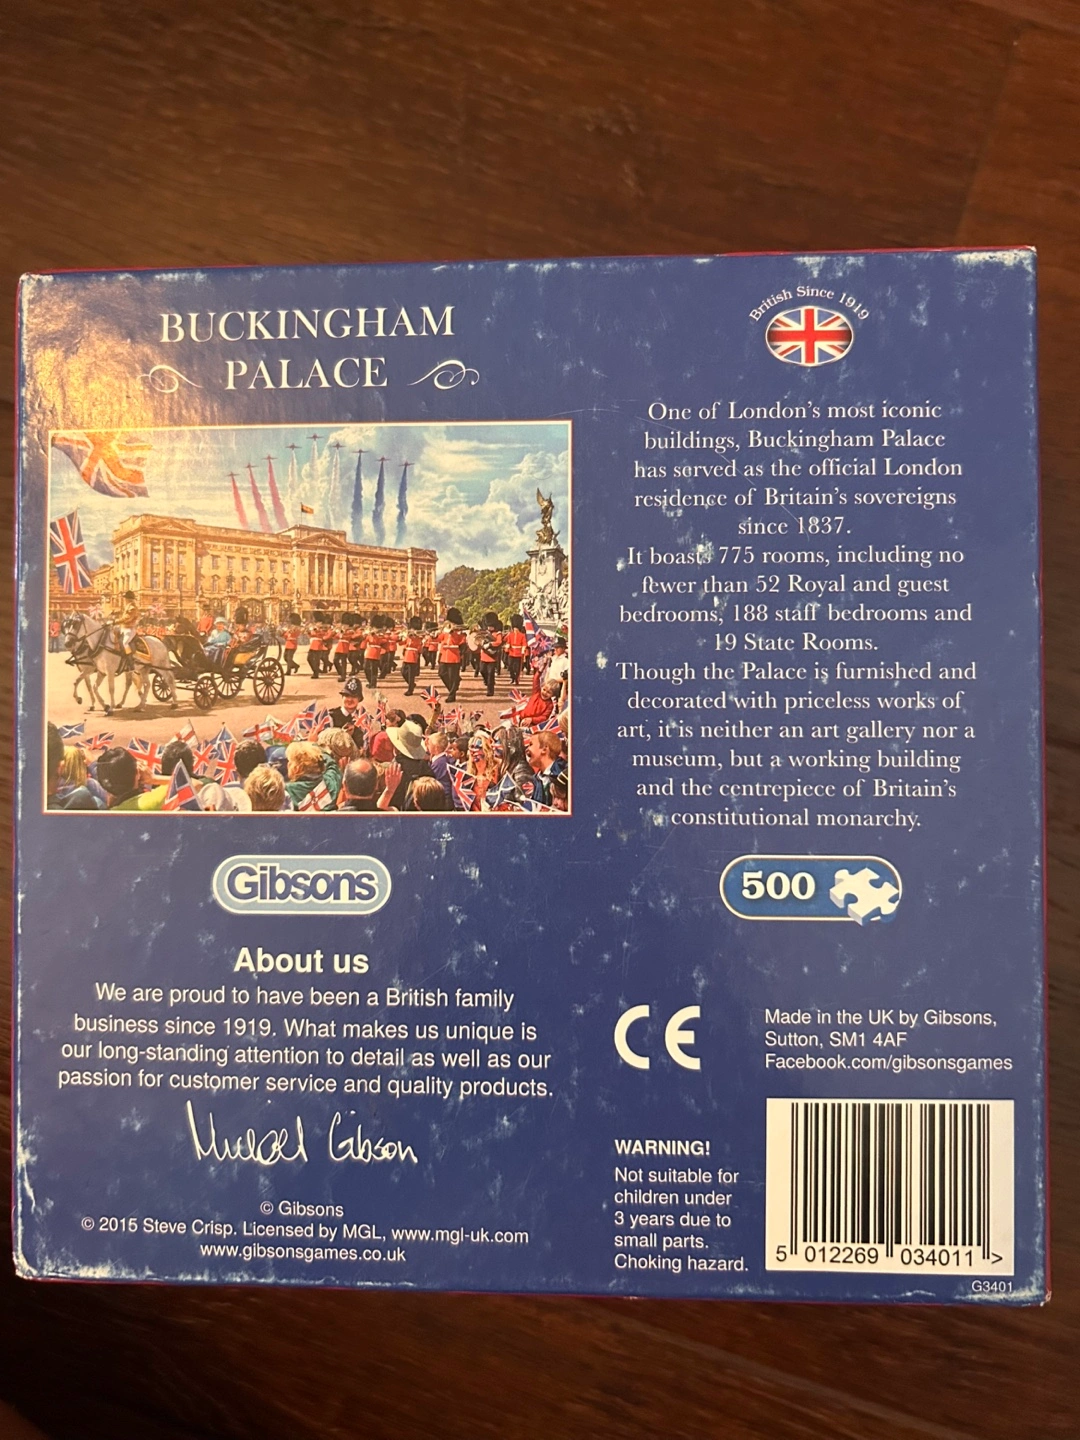 BUCKINGHAM
PALACE
British Since 1919
One of London's most iconic
buildings, Buckingham Palace
has served as the official London
residence of Britain's sovereigns
since 1837.
It boasts 775 rooms, including no
fewer than 52 Royal and guest
bedrooms, 188 staff bedrooms and
19 State Rooms.
Though the Palace is furnished and
decorated with priceless works of
art, it is neither an art gallery nor a
museum, but a working building
and the centrepiece of Britain's
constitutional monarchy.
Gibsons
500
About us
We are proud to have been a British family
business since 1919. What makes us unique is
our long-standing attention to detail as well as our
passion for customer service and quality products.
Michael Gibson
© Gibsons
© 2015 Steve Crisp. Licensed by MGL, www.mgl-uk.com
www.gibsonsgames.co.uk
CE
Made in the UK by Gibsons,
Sutton, SM1 4AF
Facebook.com/gibsonsgames
WARNING!
Not suitable for
children under
3 years due to
small parts.
Choking hazard.
5 012269 034011 >
G3401